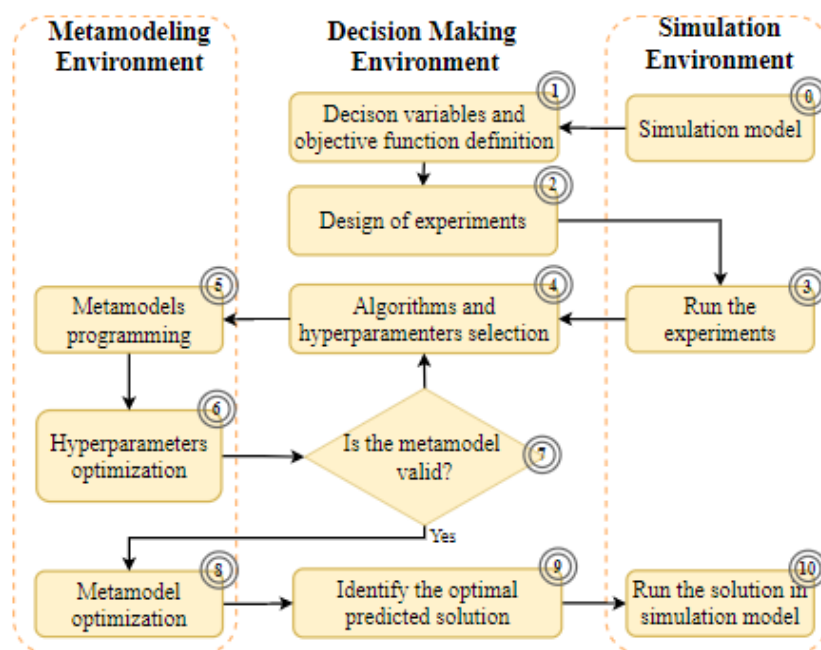 Metamodeling
Environment
Decision Making
Environment
Simulation
Environment
1
Decison variables and
objective function definition
0
Simulation model
2
Design of experiments
5
Metamodels
programming
4
Algorithms and
hyperparamenters selection
3
Run the
experiments
6
Hyperparameters
optimization
Is the metamodel
valid?
7
Yes
8
Metamodel
optimization
9
Identify the optimal
predicted solution
10
Run the solution in
simulation model